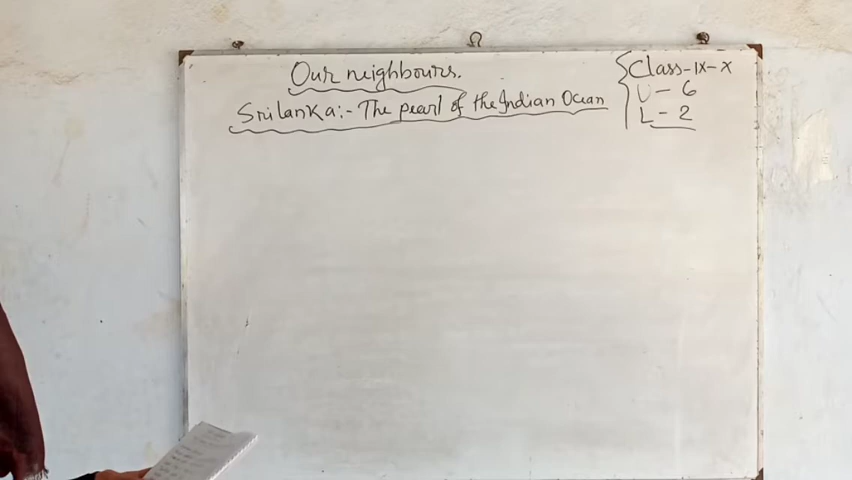 Our neighbours.
Srilanka:- The pearl of the Indian Ocean
Class-IX-X
U-6
L-2